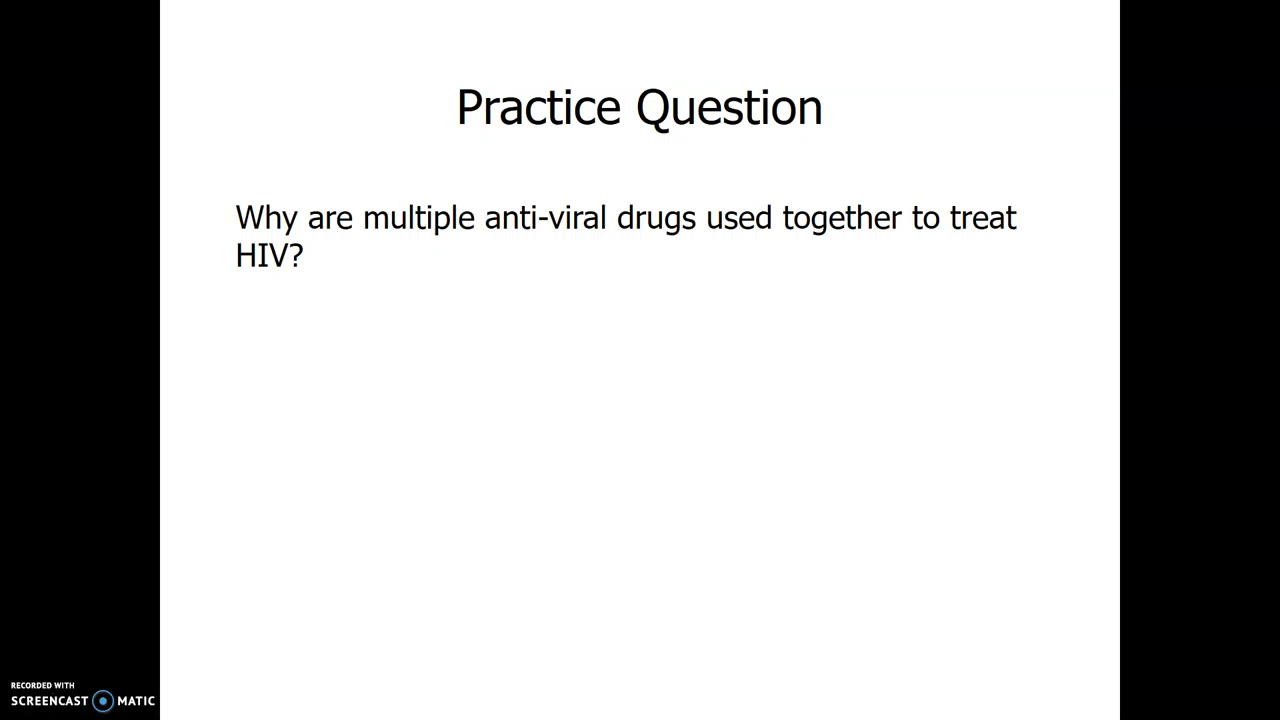 Practice Question
Why are multiple anti-viral drugs used together to treat
HIV?
RECORDED WITH
SCREENCAST MATIC